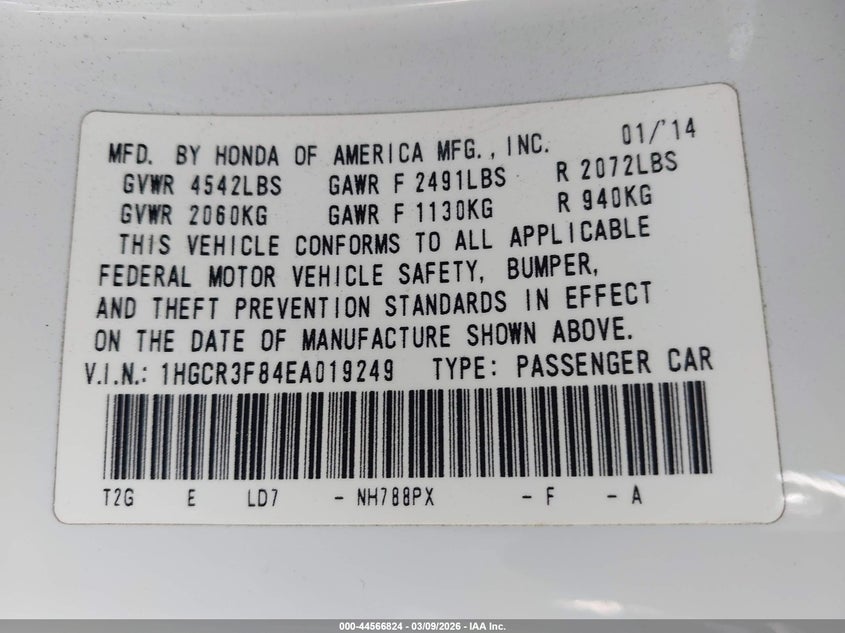 MFD. BY HONDA OF AMERICA MFG., INC. 01/'14
GVWR 4542LBS GAWR F 2491LBS R 2072LBS
GVWR 2060KG GAWR F 1130KG R 940KG
THIS VEHICLE CONFORMS TO ALL APPLICABLE
FEDERAL MOTOR VEHICLE SAFETY, BUMPER,
AND THEFT PREVENTION STANDARDS IN EFFECT
ON THE DATE OF MANUFACTURE SHOWN ABOVE.
V.I.N.: 1HGCR3F84EA019249 TYPE: PASSENGER CAR
T2G E LD7 - NH788PX - F - A
000-44566824 - 03/09/2026 - IAA Inc.